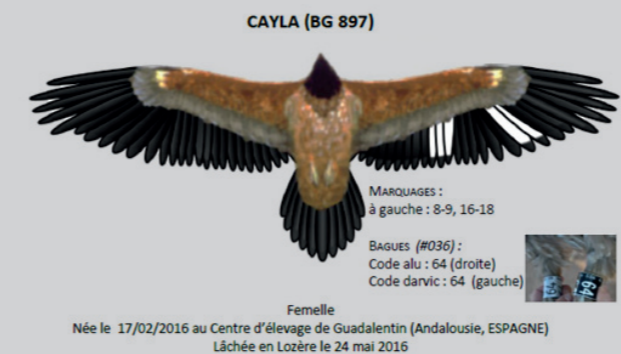 CAYLA (BG 897)
MARQUAGES :
à gauche : 8-9, 16-18
BAGUES (#036) :
Code alu : 64 (droite)
Code darvic : 64 (gauche)
64
Femelle
Née le 17/02/2016 au Centre d'élevage de Guadalentin (Andalousie, ESPAGNE)
Lâchée en Lozère le 24 mai 2016